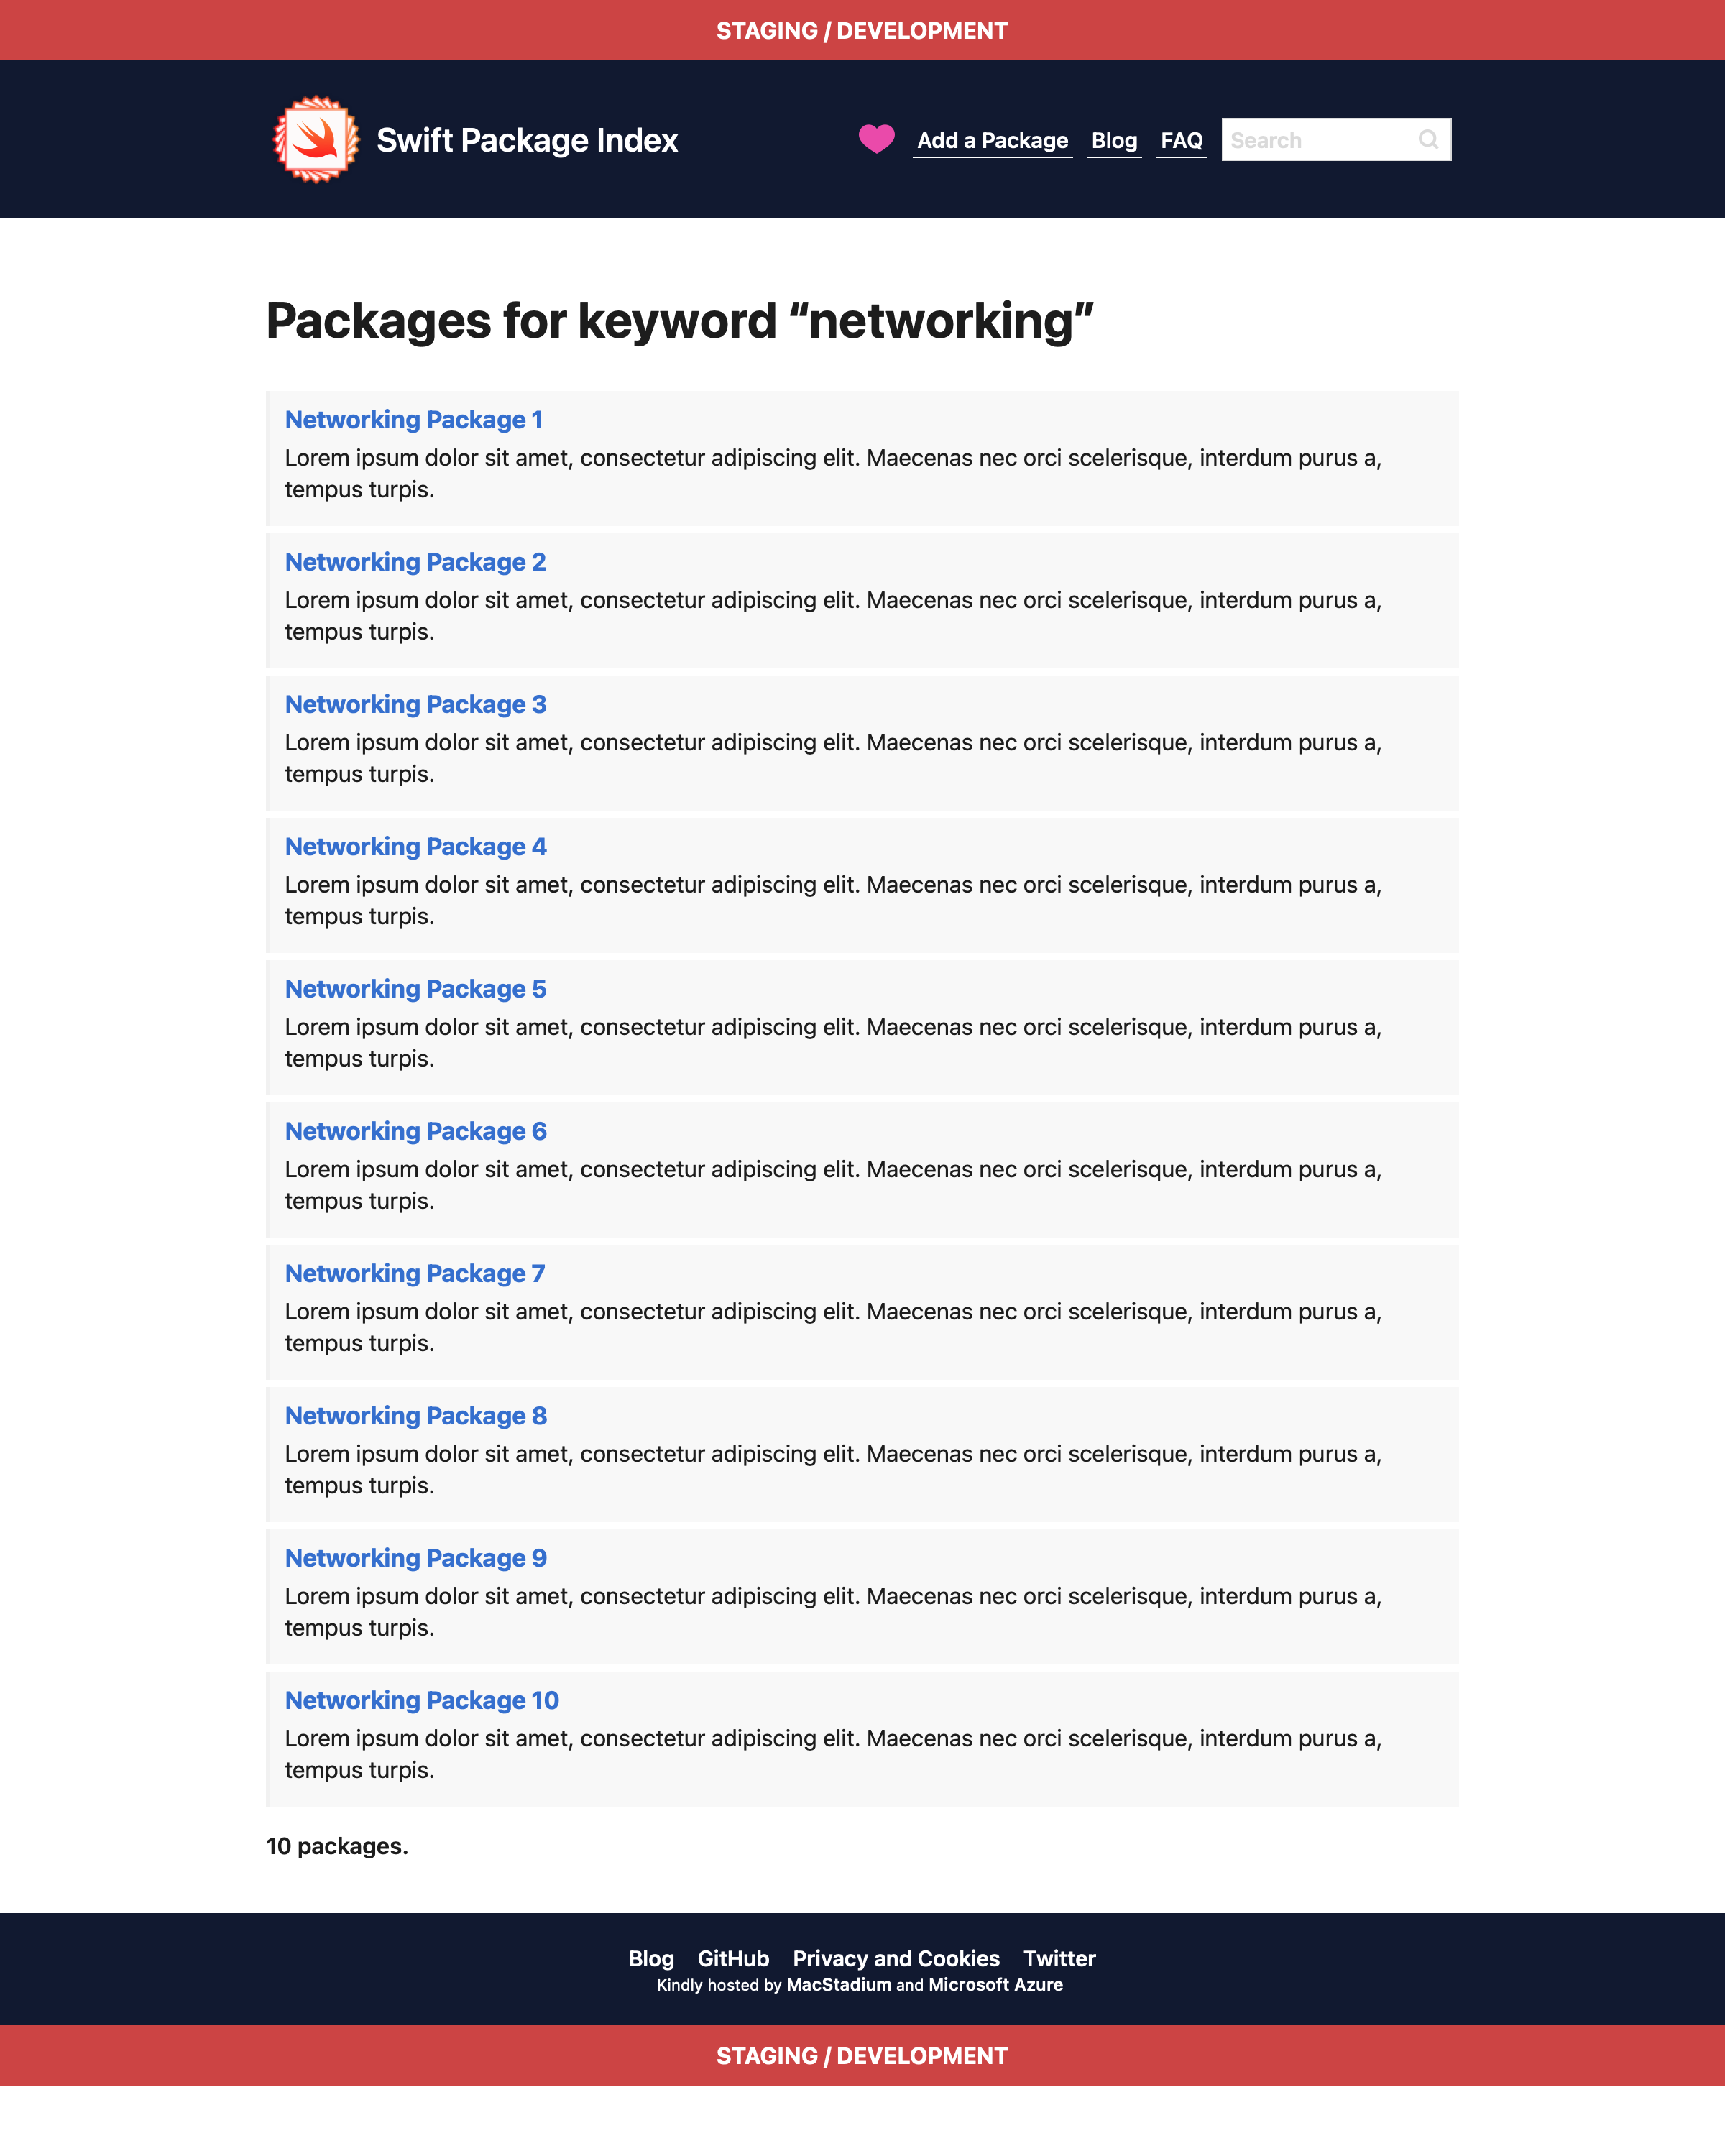 STAGING / DEVELOPMENT
Swift Package Index
Add a Package
Blog
FAQ
Search
Packages for keyword “networking”
Networking Package 1
Lorem ipsum dolor sit amet, consectetur adipiscing elit. Maecenas nec orci scelerisque, interdum purus a,
tempus turpis.
Networking Package 2
Lorem ipsum dolor sit amet, consectetur adipiscing elit. Maecenas nec orci scelerisque, interdum purus a,
tempus turpis.
Networking Package 3
Lorem ipsum dolor sit amet, consectetur adipiscing elit. Maecenas nec orci scelerisque, interdum purus a,
tempus turpis.
Networking Package 4
Lorem ipsum dolor sit amet, consectetur adipiscing elit. Maecenas nec orci scelerisque, interdum purus a,
tempus turpis.
Networking Package 5
Lorem ipsum dolor sit amet, consectetur adipiscing elit. Maecenas nec orci scelerisque, interdum purus a,
tempus turpis.
Networking Package 6
Lorem ipsum dolor sit amet, consectetur adipiscing elit. Maecenas nec orci scelerisque, interdum purus a,
tempus turpis.
Networking Package 7
Lorem ipsum dolor sit amet, consectetur adipiscing elit. Maecenas nec orci scelerisque, interdum purus a,
tempus turpis.
Networking Package 8
Lorem ipsum dolor sit amet, consectetur adipiscing elit. Maecenas nec orci scelerisque, interdum purus a,
tempus turpis.
Networking Package 9
Lorem ipsum dolor sit amet, consectetur adipiscing elit. Maecenas nec orci scelerisque, interdum purus a,
tempus turpis.
Networking Package 10
Lorem ipsum dolor sit amet, consectetur adipiscing elit. Maecenas nec orci scelerisque, interdum purus a,
tempus turpis.
10 packages.
Blog GitHub Privacy and Cookies Twitter
Kindly hosted by MacStadium and Microsoft Azure
STAGING / DEVELOPMENT